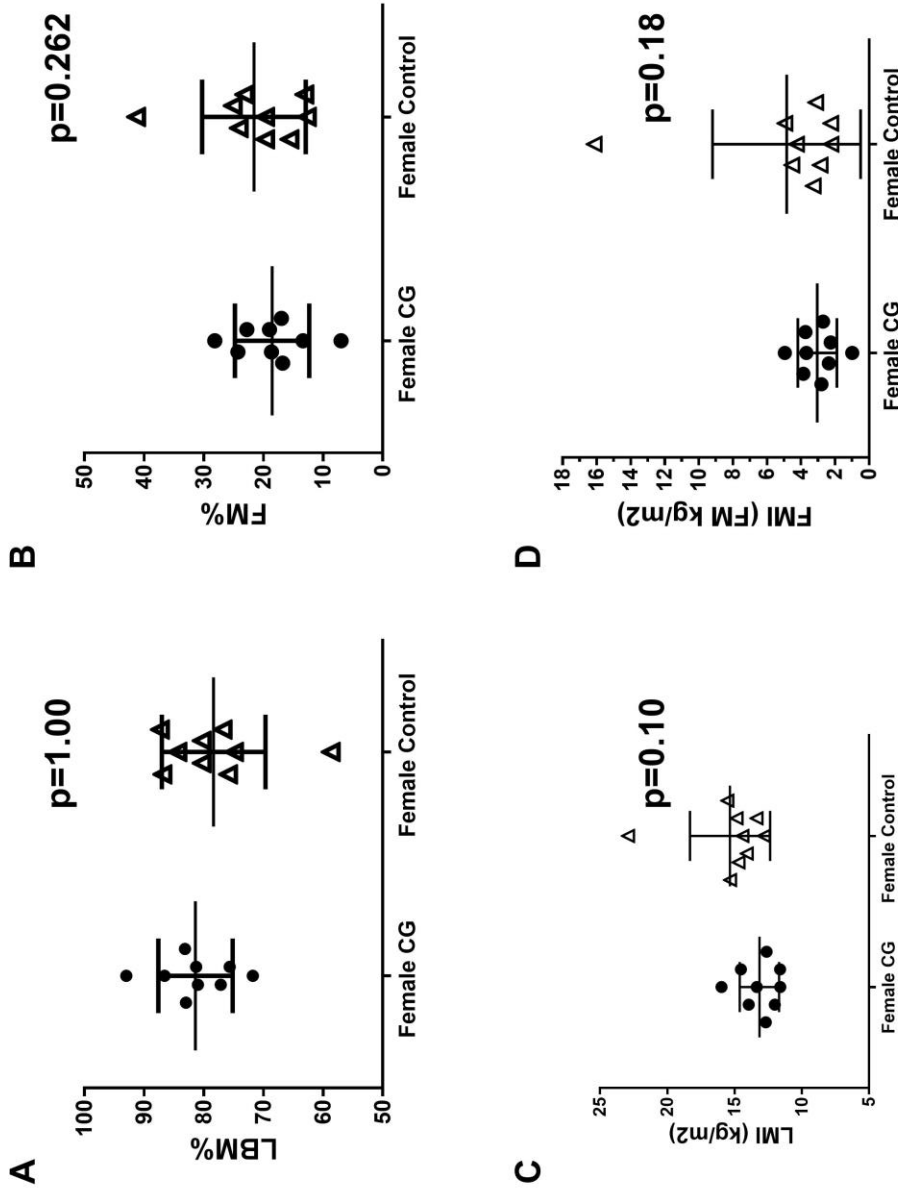 A
p=1.00
LBM%
100
90
80
70
60
50
Female CG
Female Control
B
p=0.262
FM%
50
40
30
20
10
0
Female CG
Female Control
C
p=0.10
LMI (kg/m2)
25
20
15
10
5
Female CG
Female Control
D
p=0.18
FMI (FM kg/m2)
18
16
14
12
10
8
6
4
2
0
Female CG
Female Control